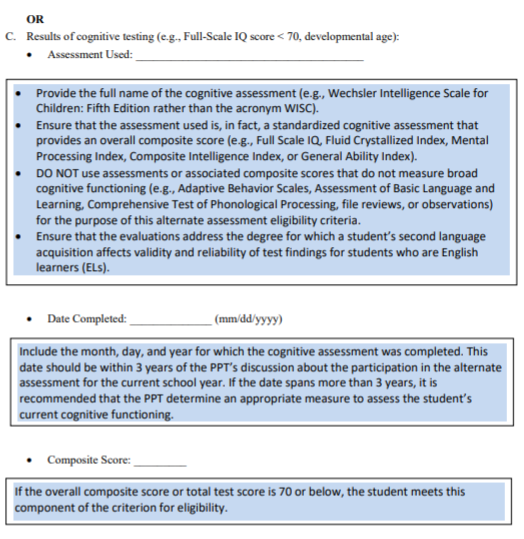 OR
C. Results of cognitive testing (e.g., Full-Scale IQ score < 70, developmental age):
• Assessment Used: ___________________________________________
• Provide the full name of the cognitive assessment (e.g., Wechsler Intelligence Scale for
Children: Fifth Edition rather than the acronym WISC).
• Ensure that the assessment used is, in fact, a standardized cognitive assessment that
provides an overall composite score (e.g., Full Scale IQ, Fluid Crystallized Index, Mental
Processing Index, Composite Intelligence Index, or General Ability Index).
• DO NOT use assessments or associated composite scores that do not measure broad
cognitive functioning (e.g., Adaptive Behavior Scales, Assessment of Basic Language and
Learning, Comprehensive Test of Phonological Processing, file reviews, or observations)
for the purpose of this alternate assessment eligibility criteria.
• Ensure that the evaluations address the degree for which a student's second language
acquisition affects validity and reliability of test findings for students who are English
learners (ELs).
• Date Completed: _______________ (mm/dd/yyyy)
Include the month, day, and year for which the cognitive assessment was completed. This
date should be within 3 years of the PPT's discussion about the participation in the alternate
assessment for the current school year. If the date spans more than 3 years, it is
recommended that the PPT determine an appropriate measure to assess the student's
current cognitive functioning.
• Composite Score: __________
If the overall composite score or total test score is 70 or below, the student meets this
component of the criterion for eligibility.